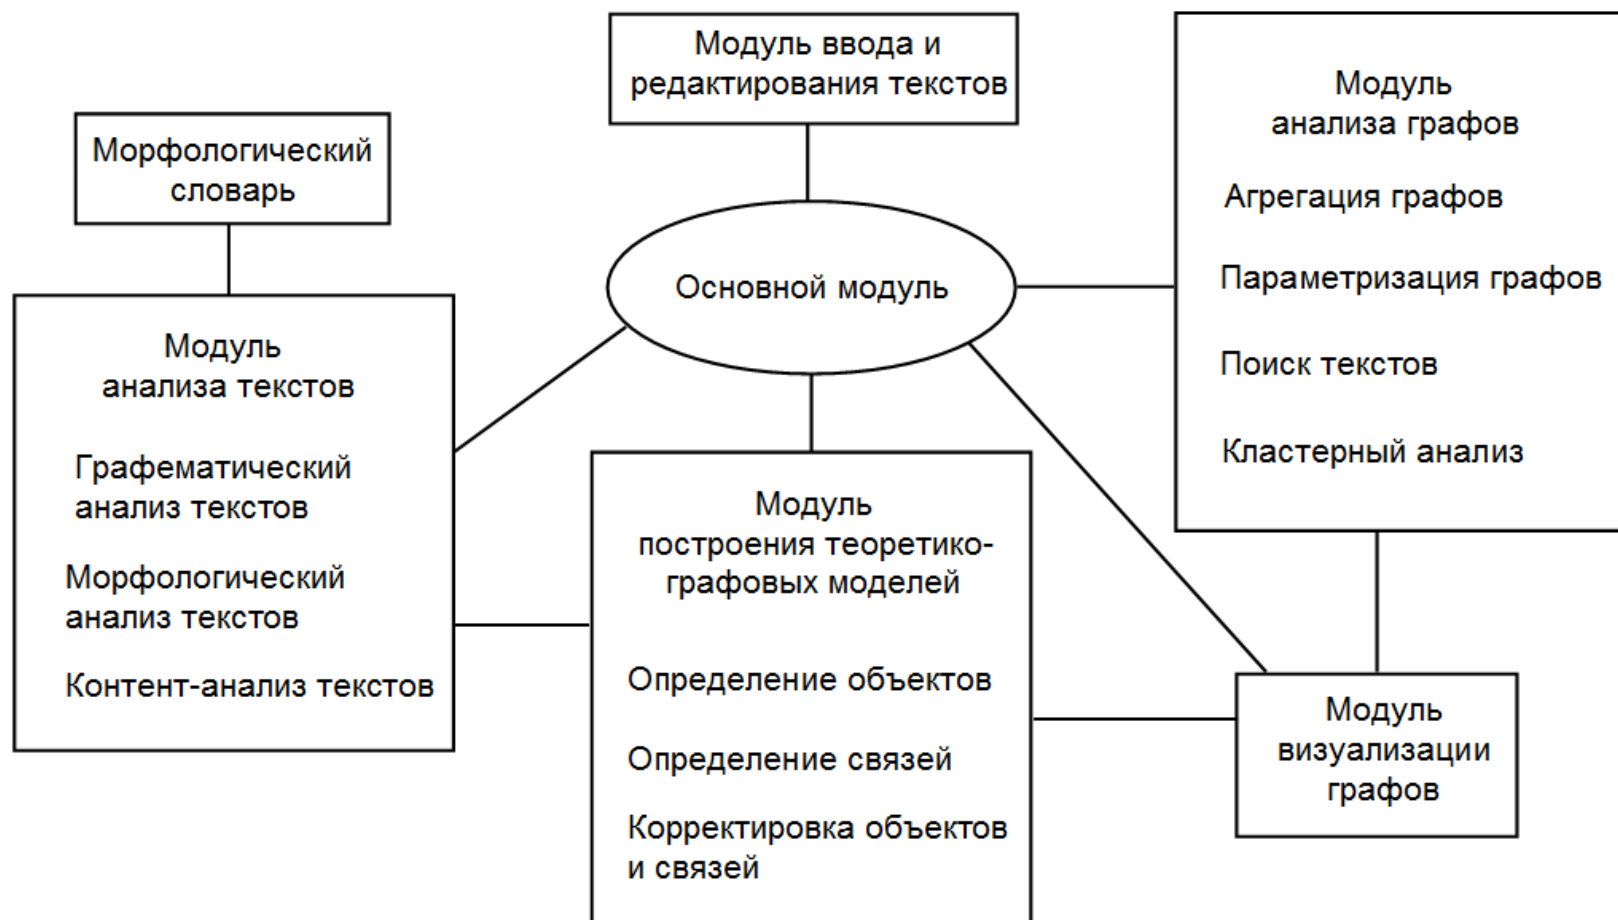 Модуль ввода и
редактирования текстов
Морфологический
словарь
Основной модуль
Модуль
анализа графов
Агрегация графов
Параметризация графов
Поиск текстов
Кластерный анализ
Модуль
анализа текстов
Графематический
анализ текстов
Морфологический
анализ текстов
Контент-анализ текстов
Модуль
построения теоретико-
графовых моделей
Определение объектов
Определение связей
Корректировка объектов
и связей
Модуль
визуализации
графов